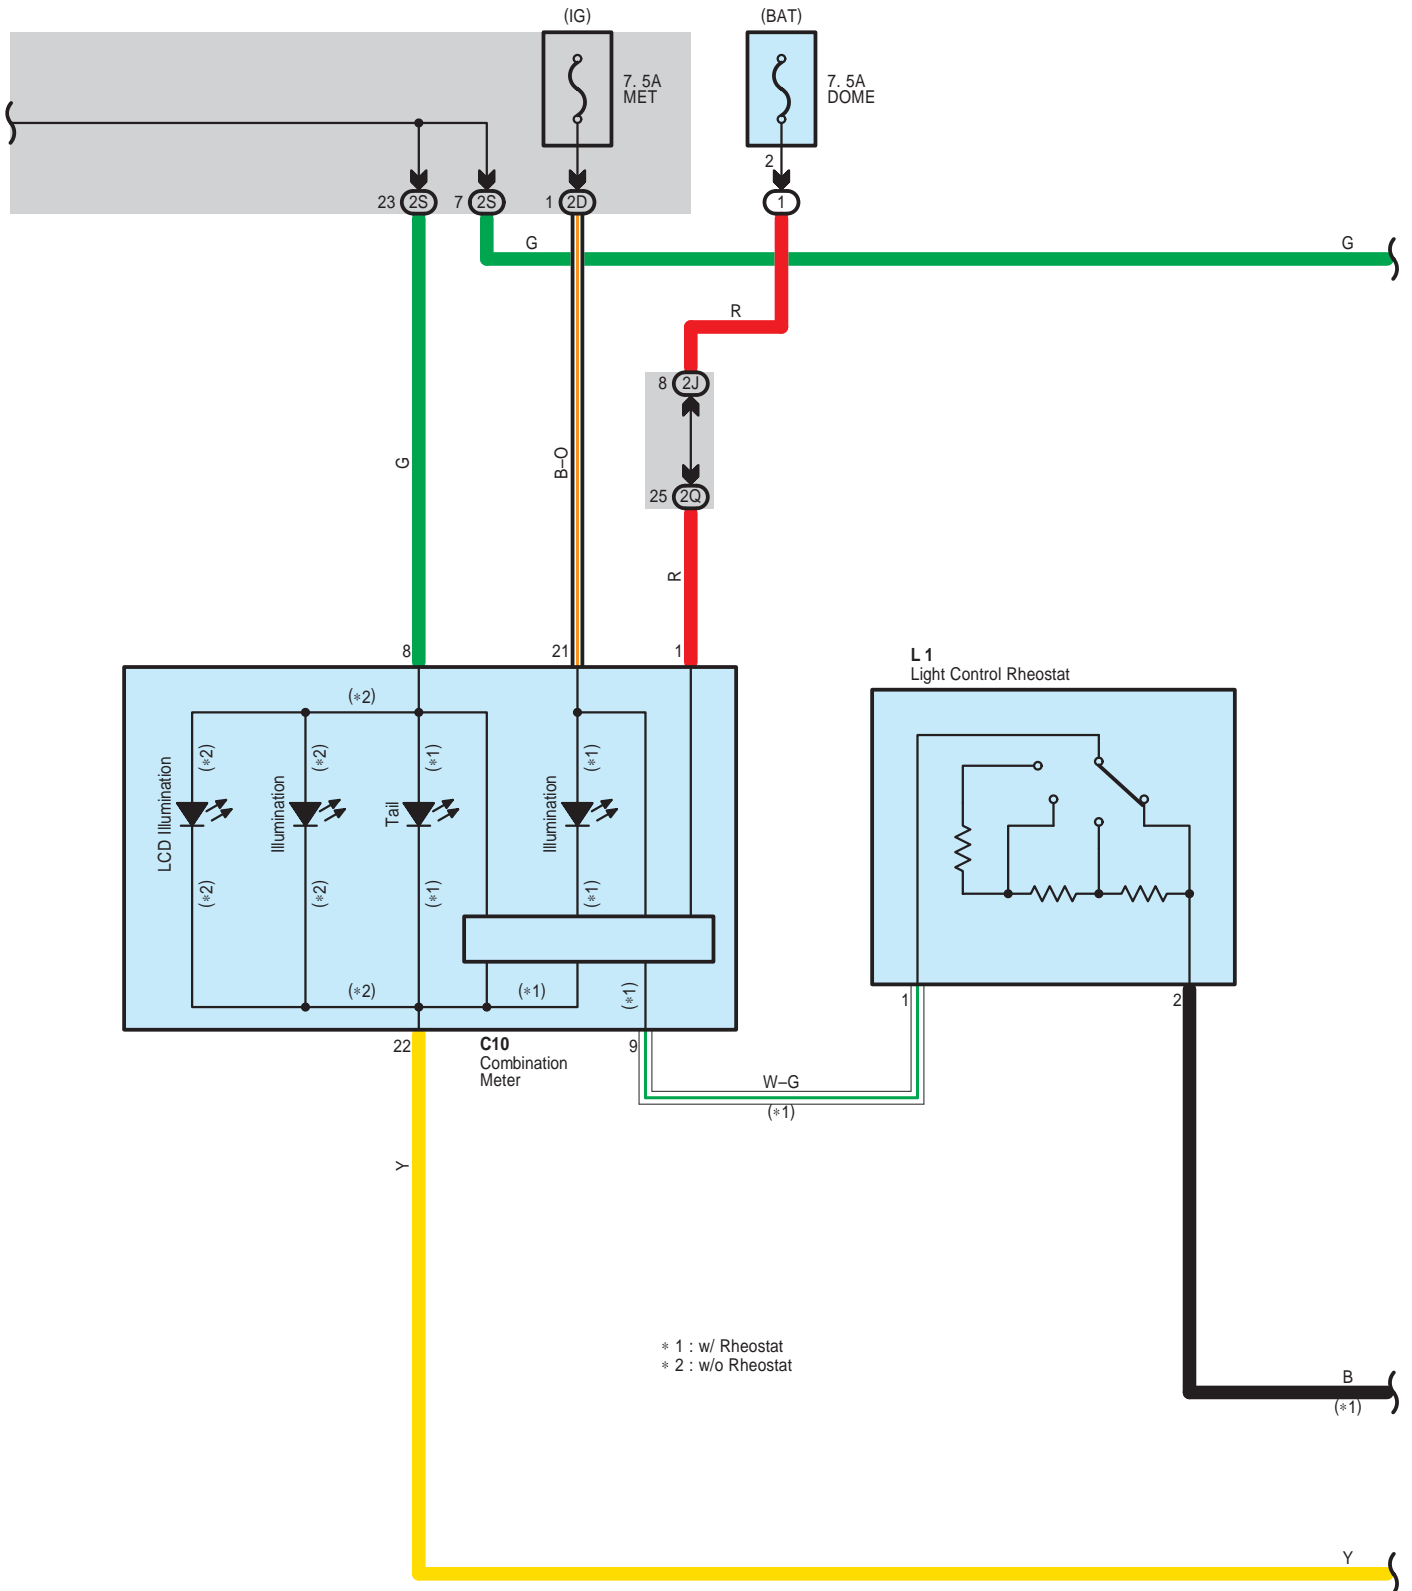 (IG)
(BAT)
7. 5A
MET
7. 5A
DOME
2
23 2S
7 2S
1 2D
1
G
G
R
8 2J
G
B–O
25 2Q
R
8
21
1
L 1
Light Control Rheostat
(*2)
(*2)
(*2)
(*1)
(*1)
LCD Illumination
Illumination
Tail
Illumination
(*2)
(*2)
(*1)
(*1)
(*2)
(*1)
(*1)
1
2
22
C10
Combination
Meter
9
W–G
(*1)
Y
* 1 : w/ Rheostat
* 2 : w/o Rheostat
B
(*1)
Y